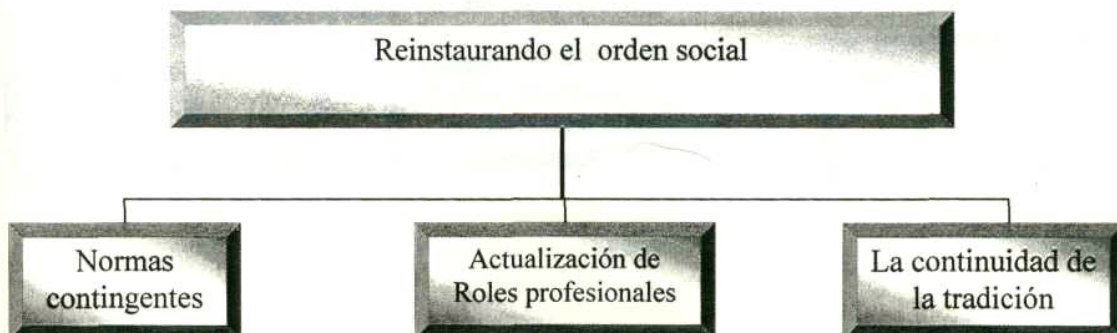 Reinstaurando el orden social
Normas
contingentes
Actualización de
Roles profesionales
La continuidad de
la tradición